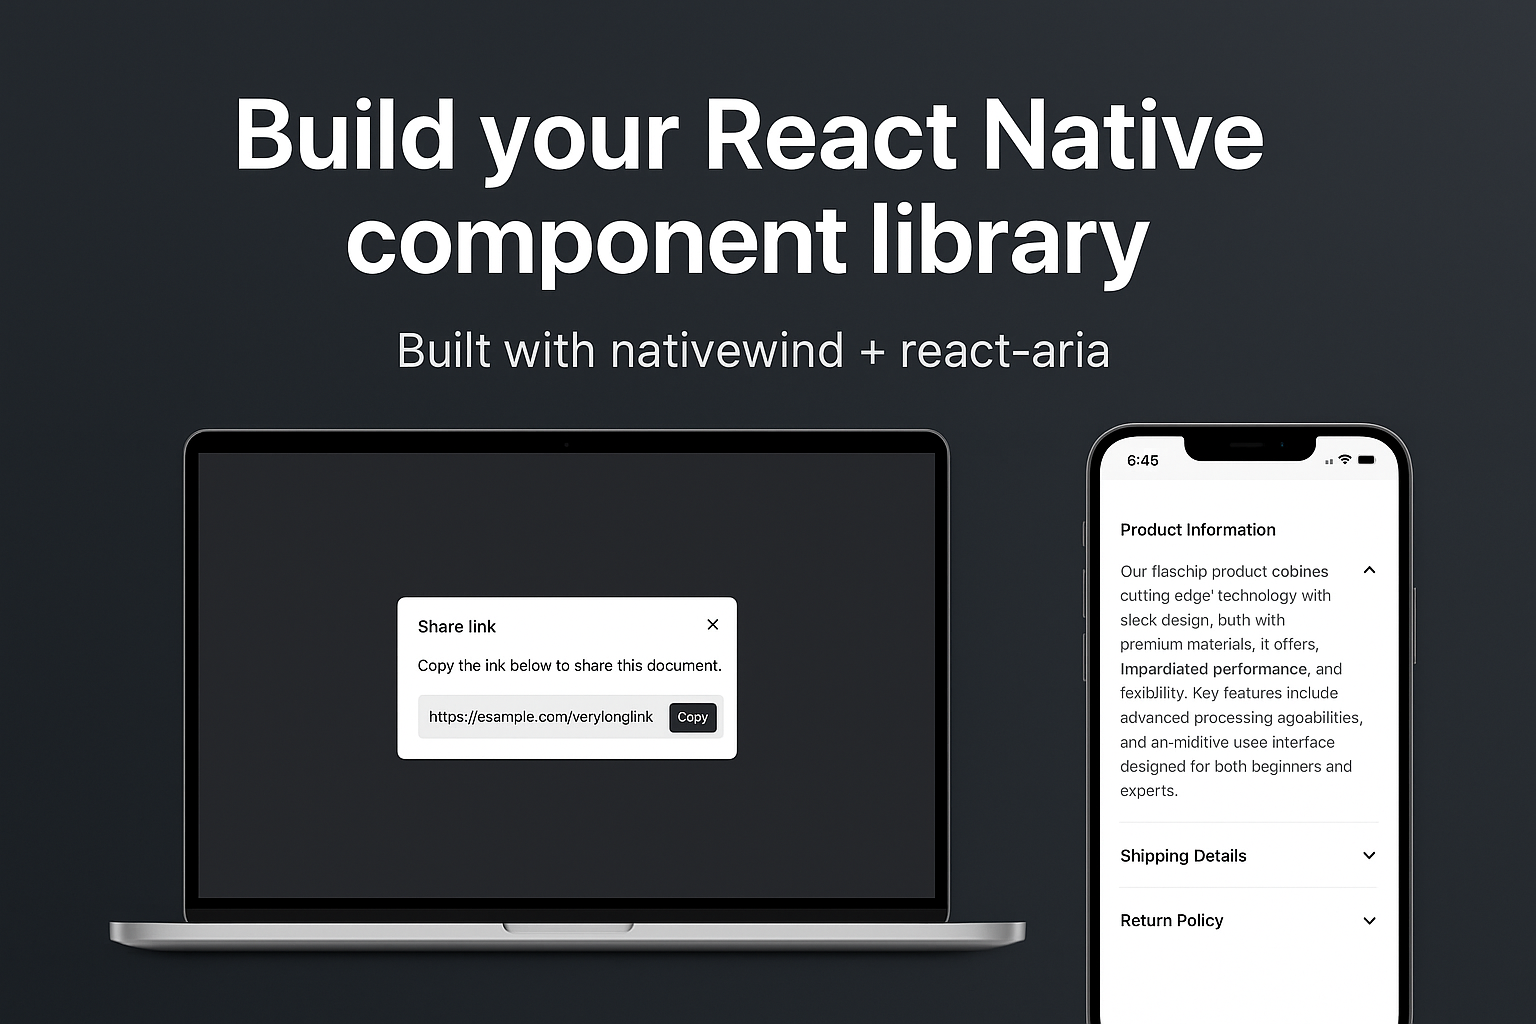 Build your React Native
component library
Built with nativewind + react-aria
Share link
Copy the ink below to share this document.
https://esample.com/verylonglink
Copy
6:45
Product Information
Our flaschip product cobines
cutting edge' technology with
sleck design, buth with
premium materials, it offers,
Impardiated performance, and
fexibJility. Key features include
advanced processing agoabilities,
and an-miditive usee interface
designed for both beginners and
experts.
Shipping Details
Return Policy